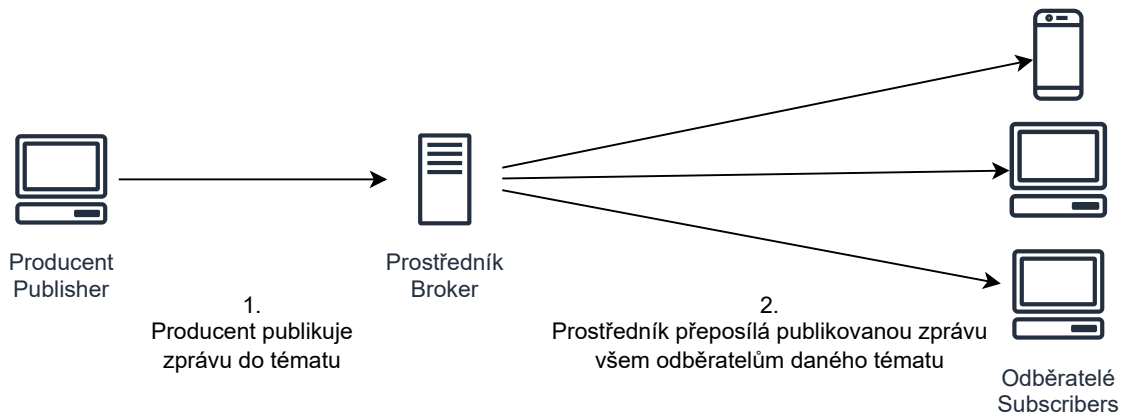 Producent
Publisher
Prostředník
Broker
1.
Producent publikuje
zprávu do tématu
2.
Prostředník přeposílá publikovanou zprávu
všem odběratelům daného tématu
Odběratelé
Subscribers